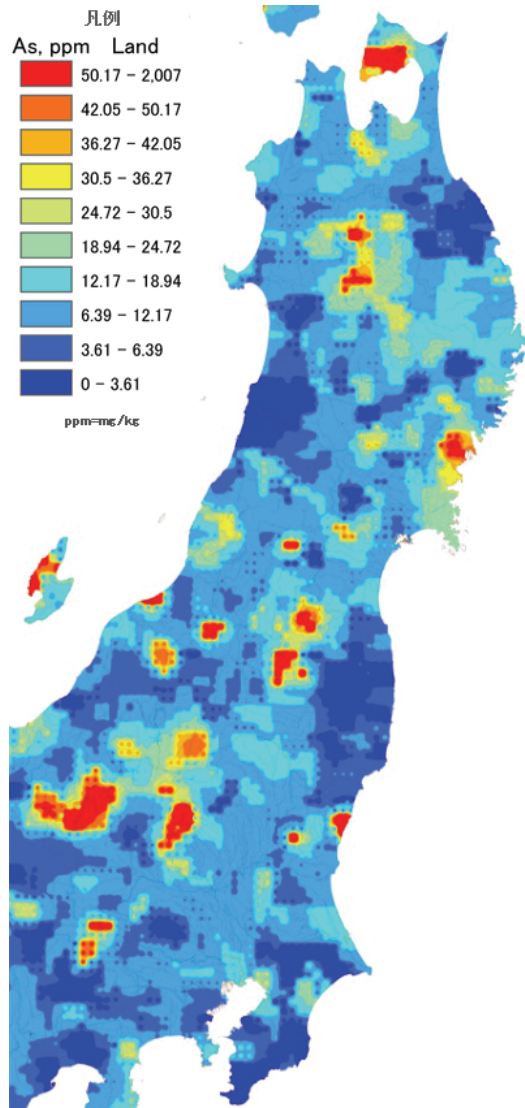 凡例
As, ppm Land
50.17 - 2,007
42.05 - 50.17
36.27 - 42.05
30.5 - 36.27
24.72 - 30.5
18.94 - 24.72
12.17 - 18.94
6.39 - 12.17
3.61 - 6.39
0 - 3.61
ppm=mg/kg